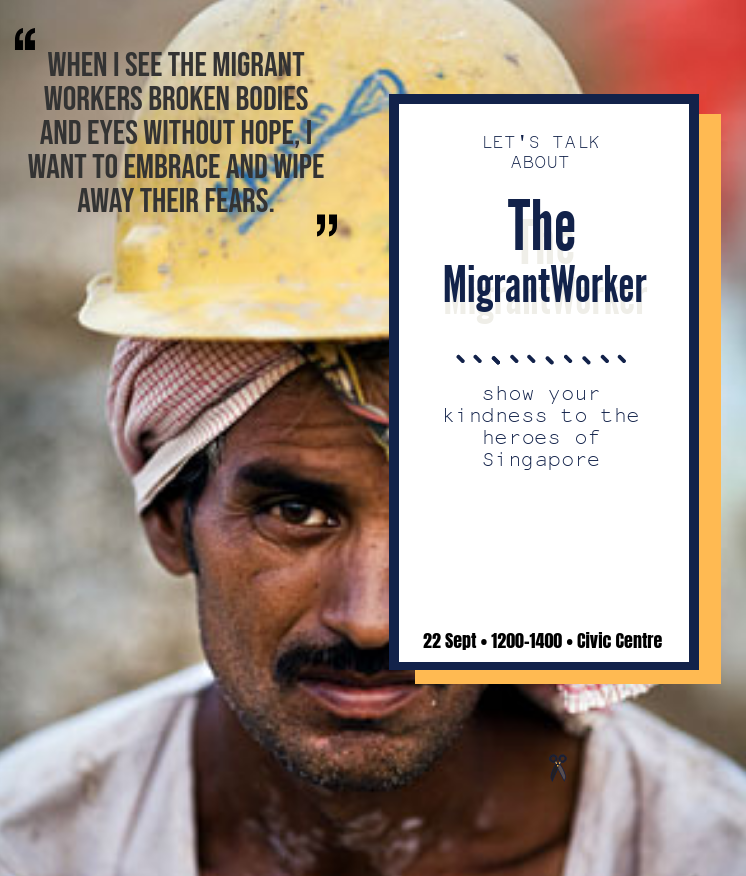 “
WHEN I SEE THE MIGRANT
WORKERS BROKEN BODIES
AND EYES WITHOUT HOPE, I
WANT TO EMBRACE AND WIPE
AWAY THEIR FEARS.
”
LET'S TALK
ABOUT
The
MigrantWorker
show your
kindness to the
heroes of
Singapore
22 Sept • 1200-1400 • Civic Centre